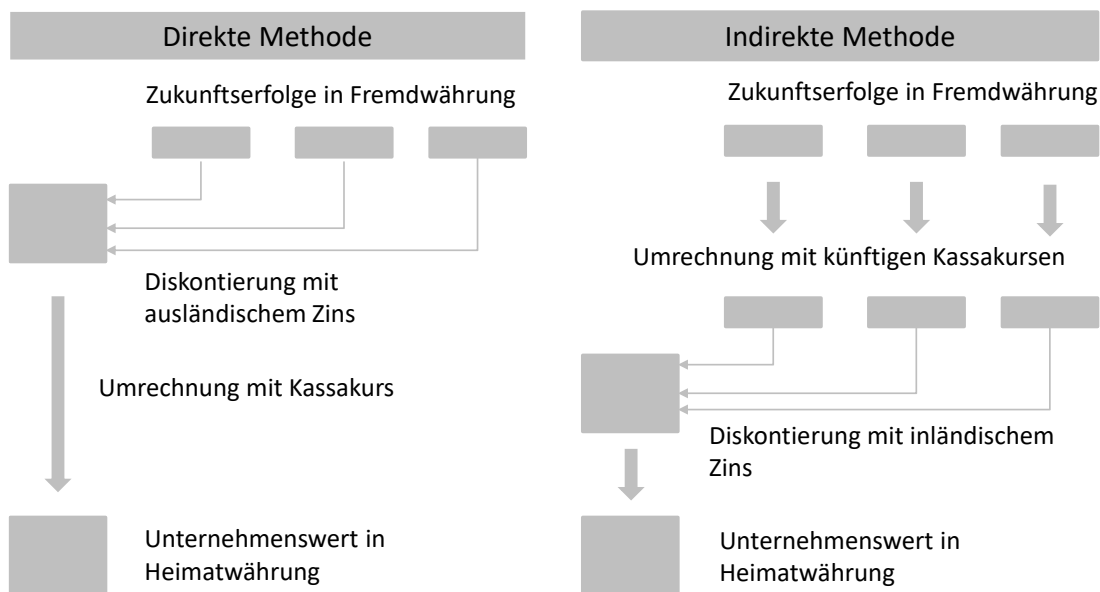 Direkte Methode
Zukunftserfolge in Fremdwährung
Diskontierung mit
ausländischem Zins
Umrechnung mit Kassakurs
Unternehmenswert in
Heimatwährung
Indirekte Methode
Zukunftserfolge in Fremdwährung
Umrechnung mit künftigen Kassakursen
Diskontierung mit inländischem
Zins
Unternehmenswert in
Heimatwährung